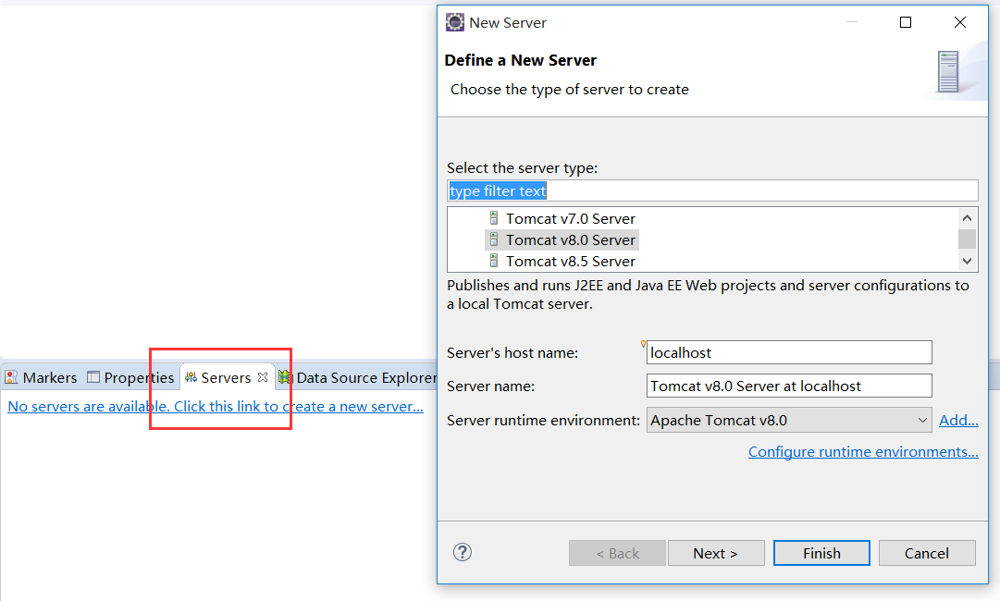 New Server
Define a New Server
Choose the type of server to create
Select the server type:
type filter text
Tomcat v7.0 Server
Tomcat v8.0 Server
Tomcat v8.5 Server
Publishes and runs J2EE and Java EE Web projects and server configurations to
a local Tomcat server.
Server's host name: localhost
Server name: Tomcat v8.0 Server at localhost
Server runtime environment: Apache Tomcat v8.0 Add...
Configure runtime environments...
? < Back Next > Finish Cancel
Markers Properties Servers Data Source Explorer
No servers are available. Click this link to create a new server...